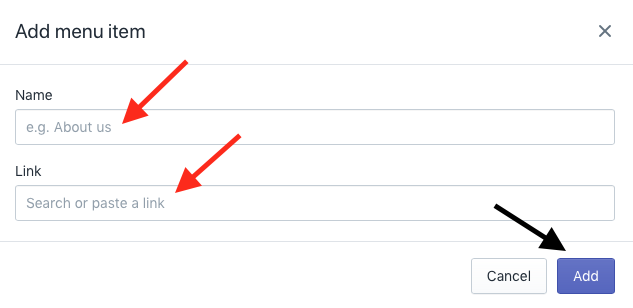 Add menu item
Name
e.g. About us
Link
Search or paste a link
Cancel Add